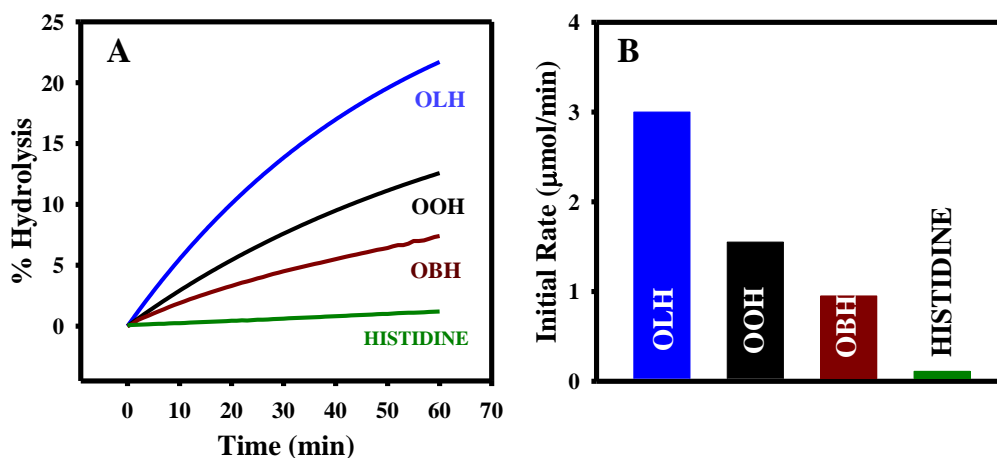 A
% Hydrolysis
25
20
15
10
5
0
OLH
OOH
OBH
HISTIDINE
0 10 20 30 40 50 60 70
Time (min)
B
Initial Rate (μmol/min)
4
3
2
1
0
OLH
OOH
OBH
HISTIDINE